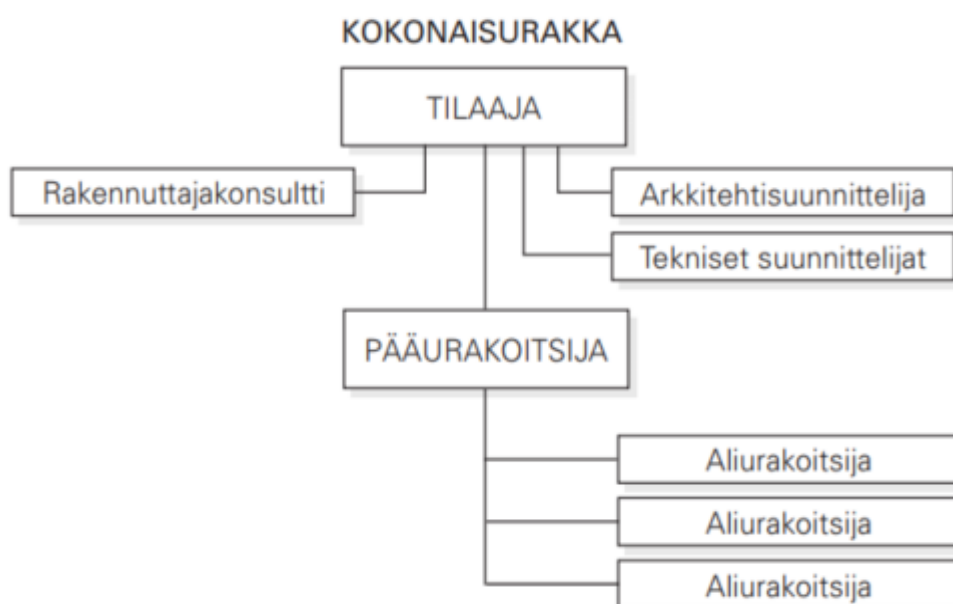 KOKONAISURAKKA
TILAAJA
Rakennuttajakonsultti
Arkkitehtisuunnittelija
Tekniset suunnittelijat
PÄÄURAKOITSIJA
Aliurakoitsija
Aliurakoitsija
Aliurakoitsija